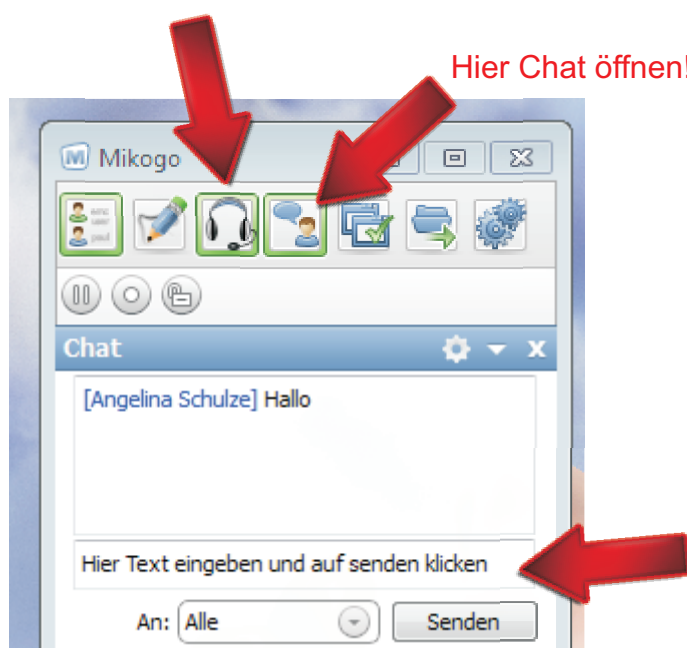 Hier Chat öffnen!
Mikogo
Chat
[Angelina Schulze] Hallo
Hier Text eingeben und auf senden klicken
An: Alle Senden